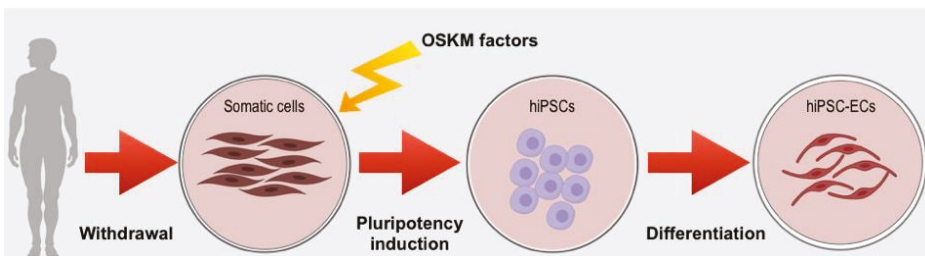 OSKM factors
Somatic cells
hiPSCs
hiPSC-ECs
Withdrawal
Pluripotency
induction
Differentiation